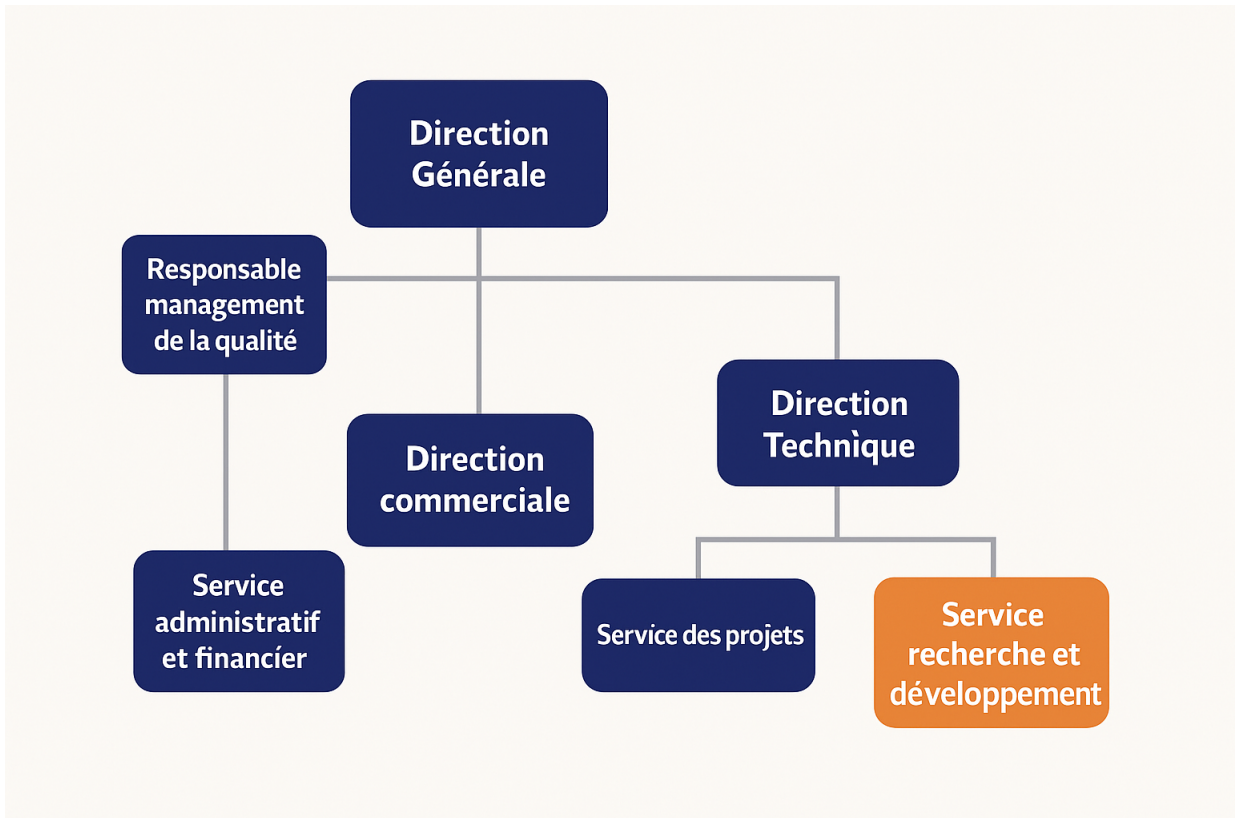 Direction
Générale
Responsable
management
de la qualité
Direction
Technìque
Direction
commerciale
Service
administratif
et financíer
Service des projets
Service
recherche et
développement